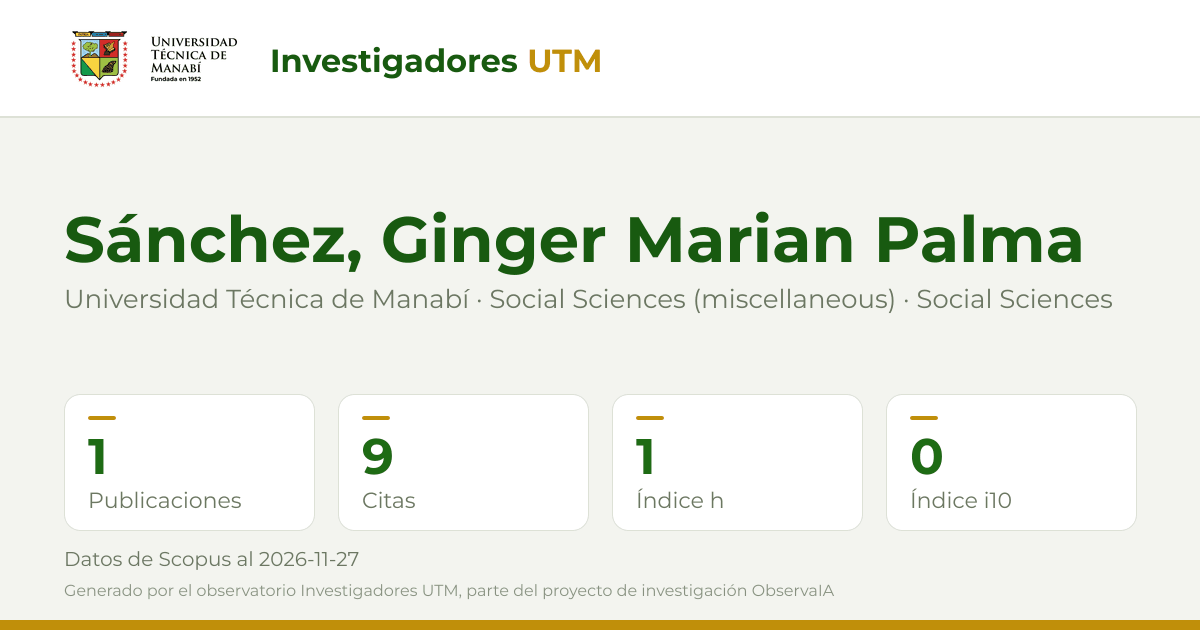 UNIVERSIDAD
TÉCNICA DE
MANABÍ
Fundada en 1952
Investigadores UTM
Sánchez, Ginger Marian Palma
Universidad Técnica de Manabí · Social Sciences (miscellaneous) · Social Sciences
1
Publicaciones
9
Citas
1
Índice h
0
Índice i10
Datos de Scopus al 2026-11-27
Generado por el observatorio Investigadores UTM, parte del proyecto de investigación ObservaIA